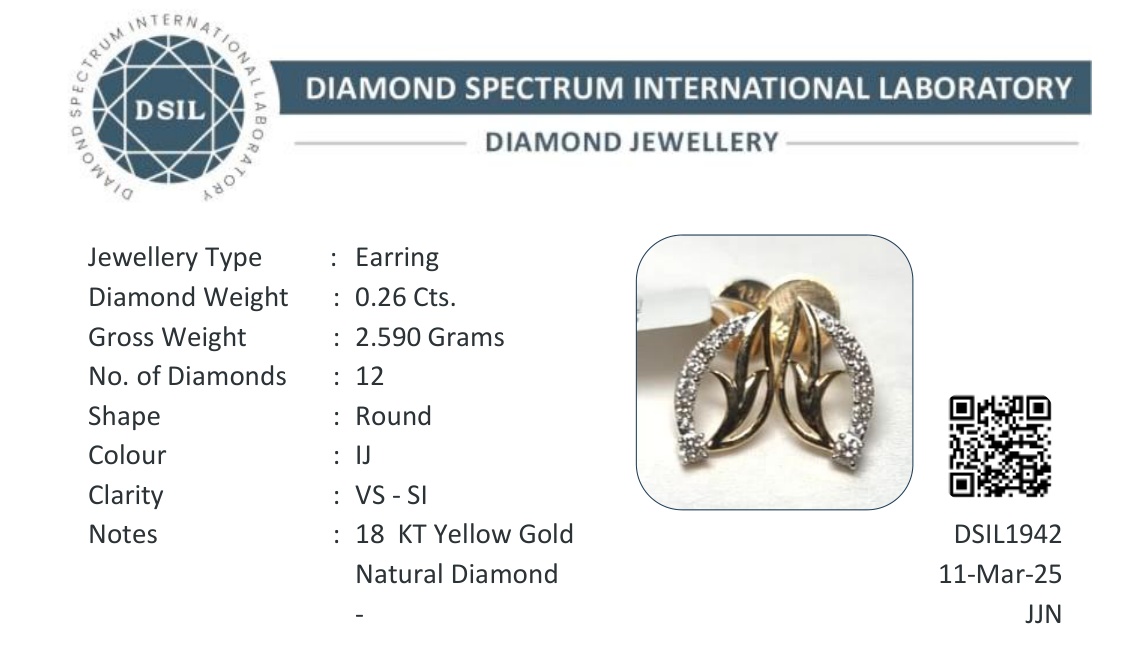 DIAMOND SPECTRUM INTERNATIONAL LABORATORY
DSIL
DIAMOND SPECTRUM INTERNATIONAL LABORATORY
DIAMOND JEWELLERY
Jewellery Type : Earring
Diamond Weight : 0.26 Cts.
Gross Weight : 2.590 Grams
No. of Diamonds : 12
Shape : Round
Colour : IJ
Clarity : VS - SI
Notes : 18 KT Yellow Gold
Natural Diamond
-
DSIL1942
11-Mar-25
JJN